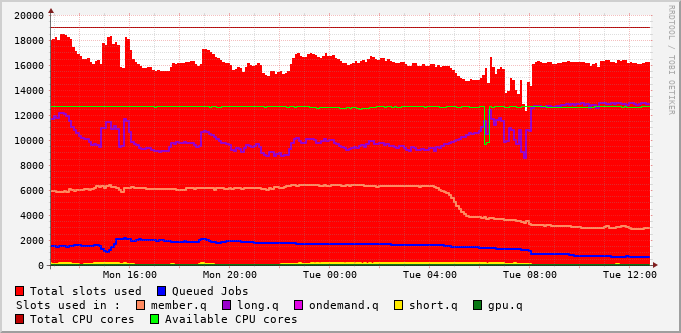 20000
18000
16000
14000
12000
10000
8000
6000
4000
2000
0
Mon 16:00 Mon 20:00 Tue 00:00 Tue 04:00 Tue 08:00 Tue 12:00
Total slots used Queued Jobs
Slots used in : member.q long.q ondemand.q short.q gpu.q
Total CPU cores Available CPU cores
RRDTOOL / TOBI OETIKER